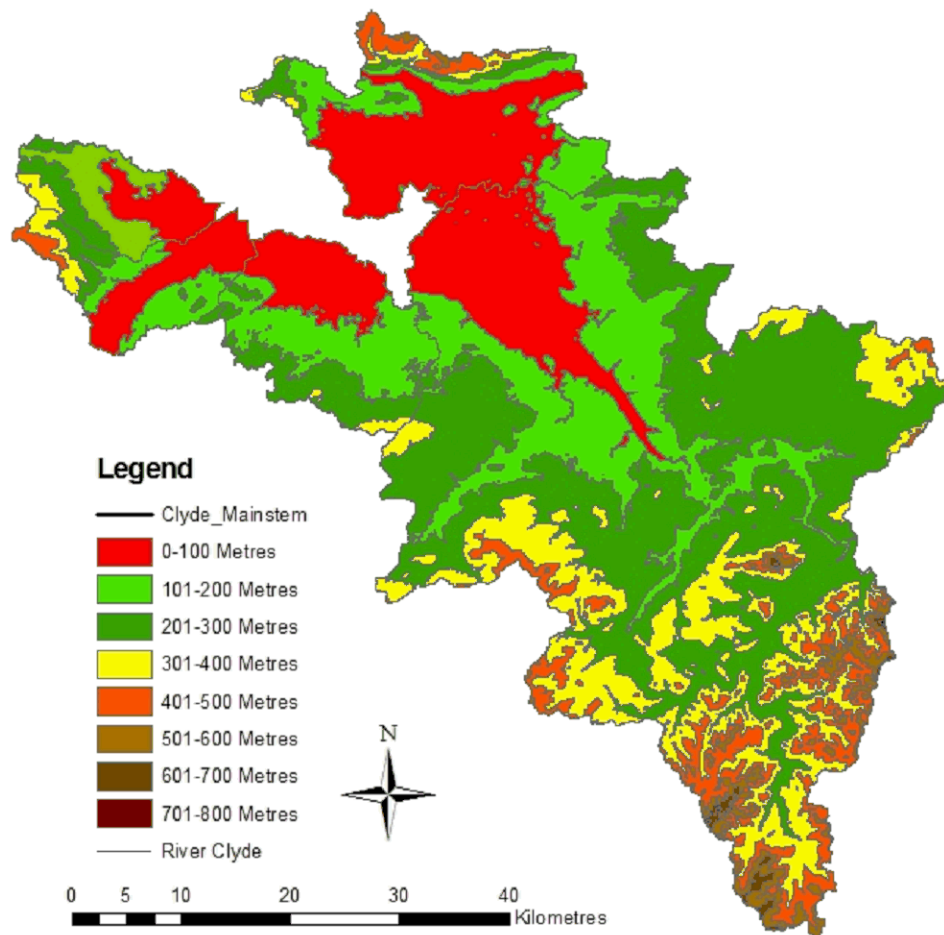 Legend
Clyde_Mainstem
0-100 Metres
101-200 Metres
201-300 Metres
301-400 Metres
401-500 Metres
501-600 Metres
601-700 Metres
701-800 Metres
River Clyde
N
0 5 10 20 30 40
Kilometres